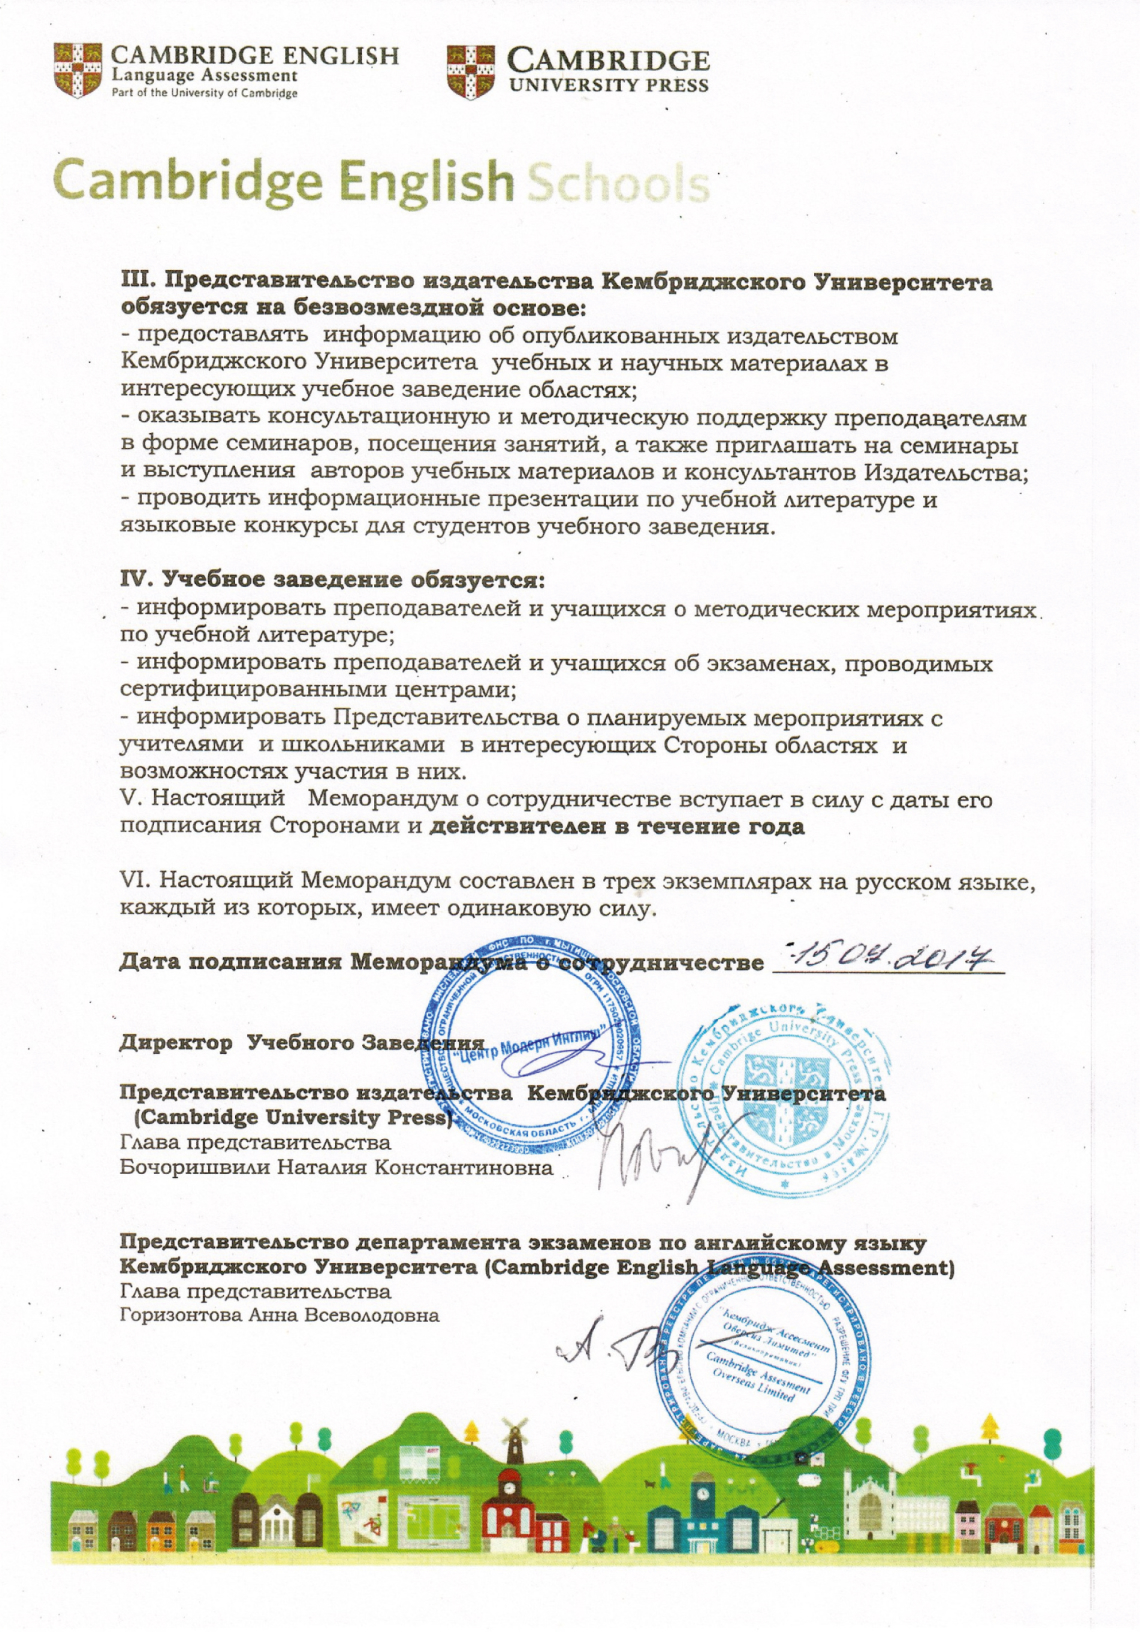 CAMBRIDGE ENGLISH
Language Assessment
Part of the University of Cambridge
CAMBRIDGE
UNIVERSITY PRESS
Cambridge English Schools
III. Представительство издательства Кембриджского Университета
обязуется на безвозмездной основе:
- предоставлять информацию об опубликованных издательством
Кембриджского Университета учебных и научных материалах в
интересующих учебное заведение областях;
- оказывать консультационную и методическую поддержку преподавателям
в форме семинаров, посещения занятий, а также приглашать на семинары
и выступления авторов учебных материалов и консультантов Издательства;
- проводить информационные презентации по учебной литературе и
языковые конкурсы для студентов учебного заведения.
IV. Учебное заведение обязуется:
- информировать преподавателей и учащихся о методических мероприятиях
по учебной литературе;
- информировать преподавателей и учащихся об экзаменах, проводимых
сертифицированными центрами;
- информировать Представительства о планируемых мероприятиях с
учителями и школьниками в интересующих Стороны областях и
возможностях участия в них.
V. Настоящий Меморандум о сотрудничестве вступает в силу с даты его
подписания Сторонами и действителен в течение года
VI. Настоящий Меморандум составлен в трех экземплярах на русском языке,
каждый из которых, имеет одинаковую силу.
Дата подписания Меморандума о сотрудничестве 15 09. 2017
Директор Учебного Заведения
"Центр Модерн Инглиш"
МОСКОВСКАЯ ОБЛАСТЬ
Представительство издательства Кембриджского Университета
(Cambridge University Press)
Глава представительства
Бочоришвили Наталия Константиновна
Cambrige University Press
Представительство департамента экзаменов по английскому языку
Кембриджского Университета (Cambridge English Language Assessment)
Глава представительства
Горизонтова Анна Всеволодовна
"Кембридж Ассесмент
Оверсиз Лимитед"
Cambridge Assesment
Overseas Limited
МОСКВА